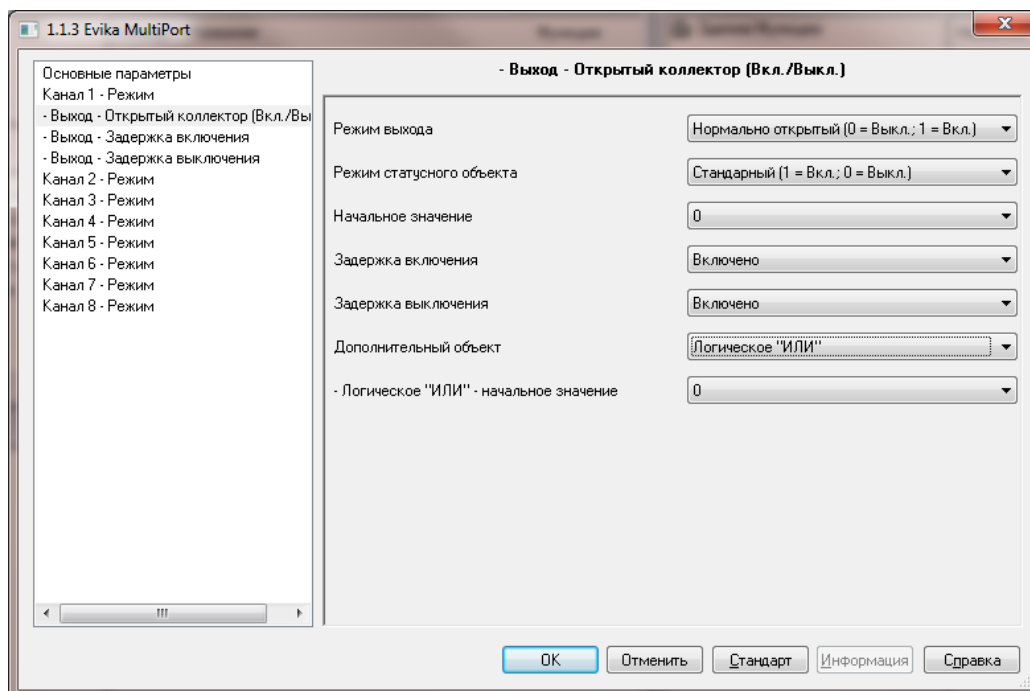 1.1.3 Evika MultiPort
Основные параметры
Канал 1 - Режим
- Выход - Открытый коллектор (Вкл./Вы
- Выход - Задержка включения
- Выход - Задержка выключения
Канал 2 - Режим
Канал 3 - Режим
Канал 4 - Режим
Канал 5 - Режим
Канал 6 - Режим
Канал 7 - Режим
Канал 8 - Режим
- Выход - Открытый коллектор (Вкл./Выкл.)
Режим выхода Нормально открытый (0 = Выкл.; 1 = Вкл.)
Режим статусного объекта Стандарный (1 = Вкл.; 0 = Выкл.)
Начальное значение 0
Задержка включения Включено
Задержка выключения Включено
Дополнительный объект Логическое "ИЛИ"
- Логическое "ИЛИ" - начальное значение 0
OK Отменить Стандарт Информация Справка